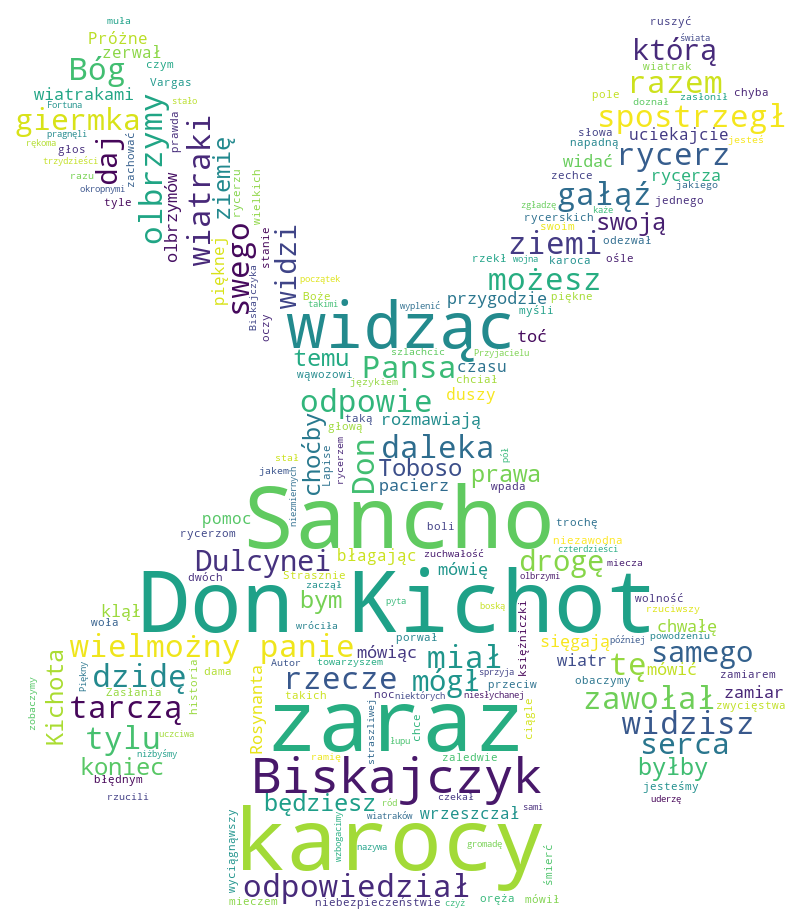 muła
Próżne
zerwał
czym
Bóg
Vargas
wiatrakami
Fortuna
stało
giermka
olbrzymy
prawda
pragnęli
rękoma
głos
daj
zachować
wiatraki
trzydzieści
razu
okropnymi
tyle
olbrzymów
ziemię
rycerzu
wielkich
pięknej
swego
Biskajczyka
stanie
oczy
widzi
początek
Boże
takimi
ruszyć
świata
którą
wiatrak
razem
pole
doznał
zasłonił
chyba
spostrzegł
słowa
uciekajcie
jesteś
napadną
rycerz
widać
zechce
rycerza
jakiego
gałąź
jednego
zgładzę
każe
rycerskich
swoją
swoim
ziemi
odezwał
rzekł
wojna
karoca
ośle
możesz
przygodzie
piękne
myśli
wyplenić
widząc
toć
temu
szlachcic
Przyjacielu
Pansa
czasu
wąwozowi
językiem
chciał
duszy
odpowie
taką
rozmawiają
głową
choćby
Lapise
rycerzem
Don
daleka
pół
stał
jakem
niezmiernych
Toboso
prawa
pacierz
wpada
Sancho
pomoc
rycerzom
boli
trochę
niezawodna
Dulcynei
błagając
zuchwałość
drogę
czterdzieści
miecza
dwóch
Strasznie
mówię
olbrzymi
zaczął
Don Kichot
klął
woła
bym
pyta
boską
wolność
rzuciwszy
chwałę
wróciła
porwał
księżniczki
sięgają
później
powodzeniu
wielmożny panie
mówiąc
miał
wiatr
samego
zobaczymy
Kichota
Piękny
dzidę
dama
historia
Autor
towarzyszem
sprzyja
tę
obaczymy
mówić
zamiarem
Zasłania
Rosynanta
rzecze
mógł
przeciw
zawołał
zamiar
takich
noc
niektórych
niesłychanej
zwycięstwa
tarczą
zaraz
straszliwej
chce
ciągle
widzisz
tylu
uczciwa
łupu
niżbyśmy
ramię
zaledwie
serca
koniec
byłby
błędnym
Biskajczyk
jesteśmy
rzucili
czekał
uderzę
będziesz
ród
sami
wiatraków
wrzeszczał
wyciągnąwszy
karocy
wzbogacimy
nazywa
gromadę
śmierć
odpowiedział
mieczem
niebezpieczeństwie
czyż
oręża
mówił